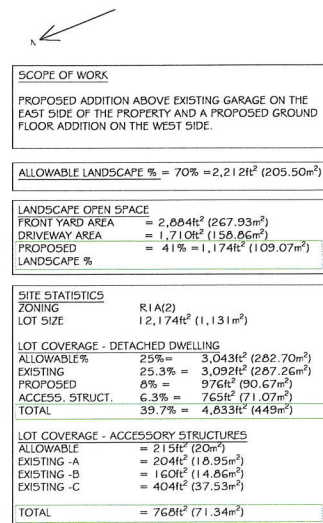 N
SCOPE OF WORK
PROPOSED ADDITION ABOVE EXISTING GARAGE ON THE
EAST SIDE OF THE PROPERTY AND A PROPOSED GROUND
FLOOR ADDITION ON THE WEST SIDE.
ALLOWABLE LANDSCAPE % = 70% =2,212ft² (205.50m²)
LANDSCAPE OPEN SPACE
FRONT YARD AREA = 2,884ft² (267.93m²)
DRIVEWAY AREA = 1,710ft² (158.86m²)
PROPOSED = 41% =1,174ft² (109.07m²)
LANDSCAPE %
SITE STATISTICS
ZONING R1A(2)
LOT SIZE 12,174ft² (1,131m²)
LOT COVERAGE - DETACHED DWELLING
ALLOWABLE% 25%= 3,043ft² (282.70m²)
EXISTING 25.3% = 3,092ft² (287.26m²)
PROPOSED 8% = 976ft² (90.67m²)
ACCESS. STRUCT. 6.3% = 765ft² (71.07m²)
TOTAL 39.7% = 4,833ft² (449m²)
LOT COVERAGE - ACCESSORY STRUCTURES
ALLOWABLE = 215ft² (20m²)
EXISTING -A = 204ft² (18.95m²)
EXISTING -B = 160ft² (14.86m²)
EXISTING -C = 404ft² (37.53m²)
TOTAL = 768ft² (71.34m²)